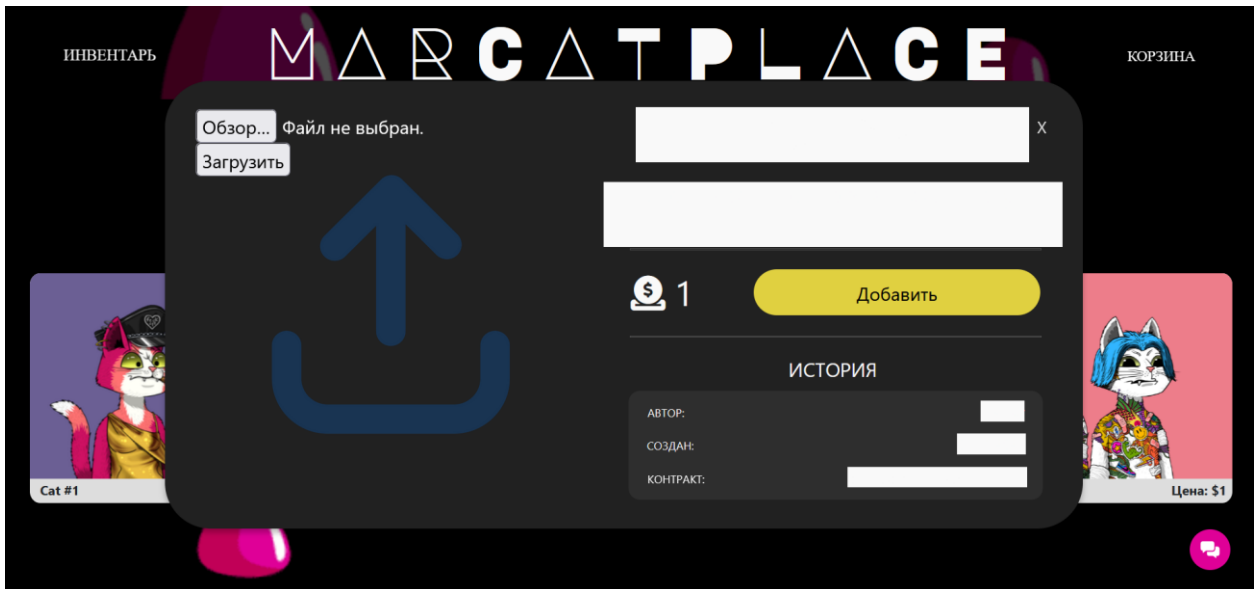 ИНВЕНТАРЬ
MARCATPLACE
КОРЗИНА
Обзор... Файл не выбран.
Загрузить
X
$ 1
Добавить
ИСТОРИЯ
АВТОР:
СОЗДАН:
КОНТРАКТ:
Cat #1
Цена: $1